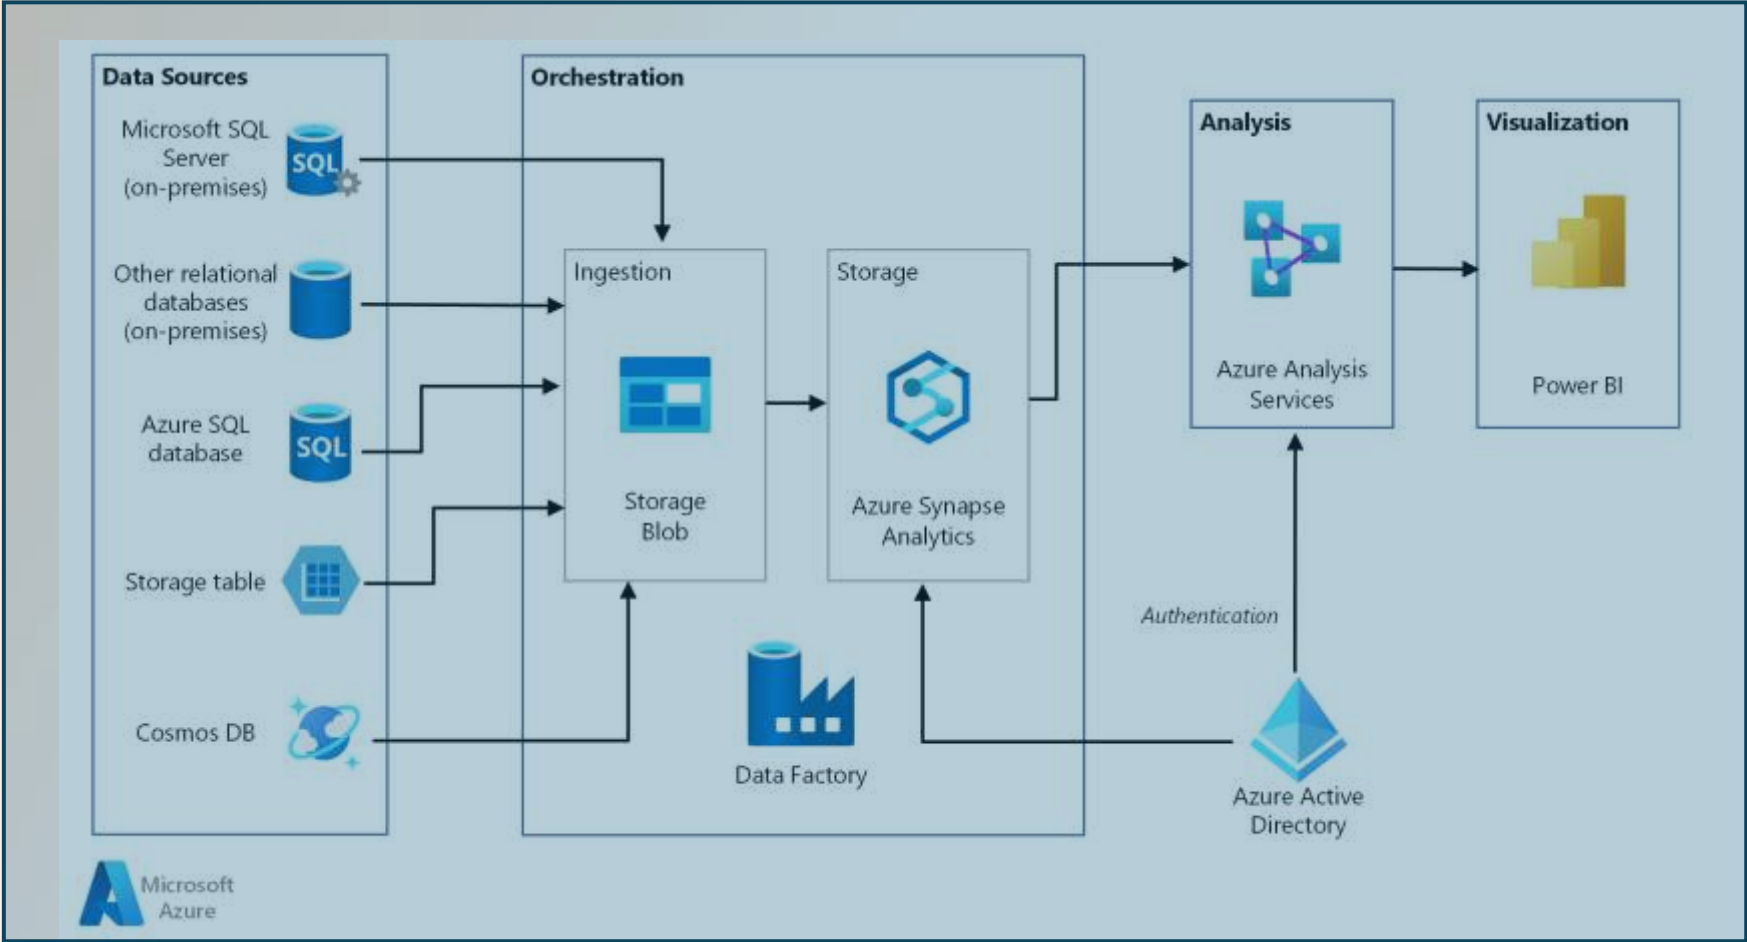 Data Sources
Microsoft SQL
Server
(on-premises)
SQL
Other relational
databases
(on-premises)
Azure SQL
database
SQL
Storage table
Cosmos DB
Orchestration
Ingestion
Storage
Blob
Storage
Azure Synapse
Analytics
Data Factory
Analysis
Azure Analysis
Services
Visualization
Power BI
Authentication
Azure Active
Directory
Microsoft
Azure